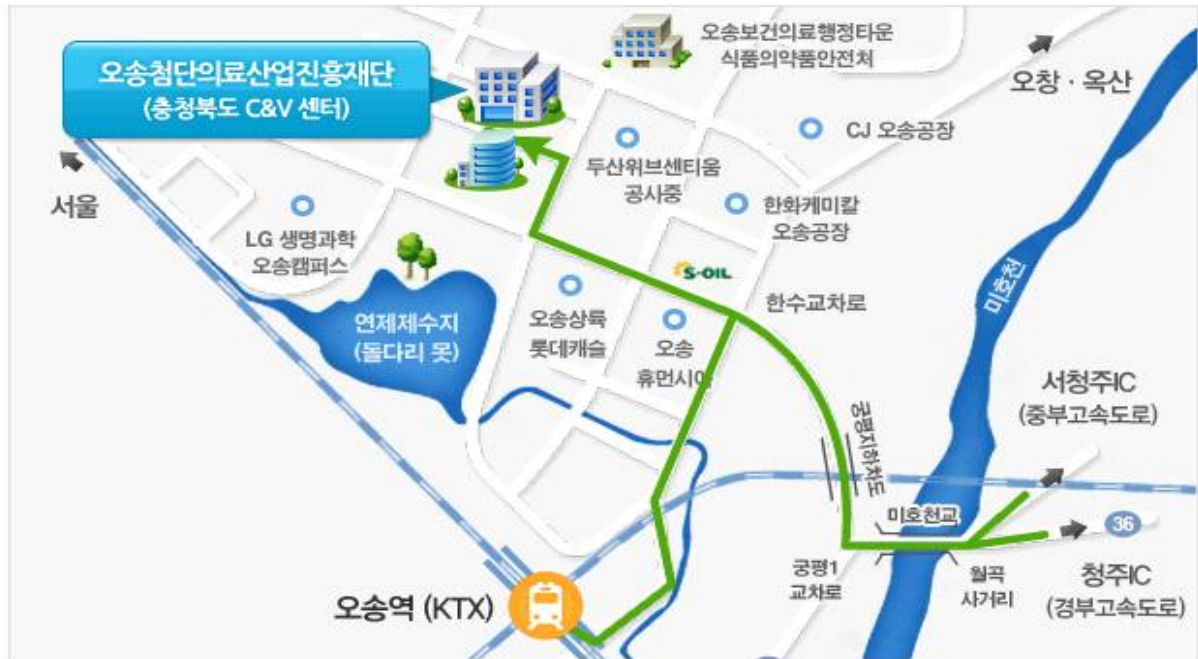 오송첨단의료산업진흥재단
(충청북도 C&V 센터)
오송보건의료행정타운
식품의약품안전처
오창 · 옥산
CJ 오송공장
두산위브센티움
공사중
한화케미칼
오송공장
서울
LG 생명과학
오송캠퍼스
S-OIL
미호천
연제제수지
(돌다리 못)
오송상륙
롯데캐슬
오송
휴먼시아
한수교차로
서청주IC
(중부고속도로)
궁평지하차도
미호천교
36
궁평1
교차로
월곡
사거리
청주IC
(경부고속도로)
오송역 (KTX)